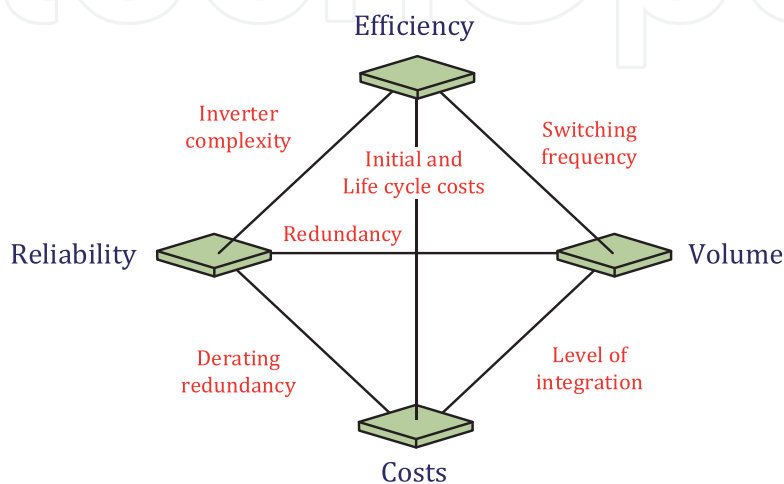 Efficiency
Inverter
complexity
Switching
frequency
Initial and
Life cycle costs
Reliability
Redundancy
Volume
Derating
redundancy
Level of
integration
Costs